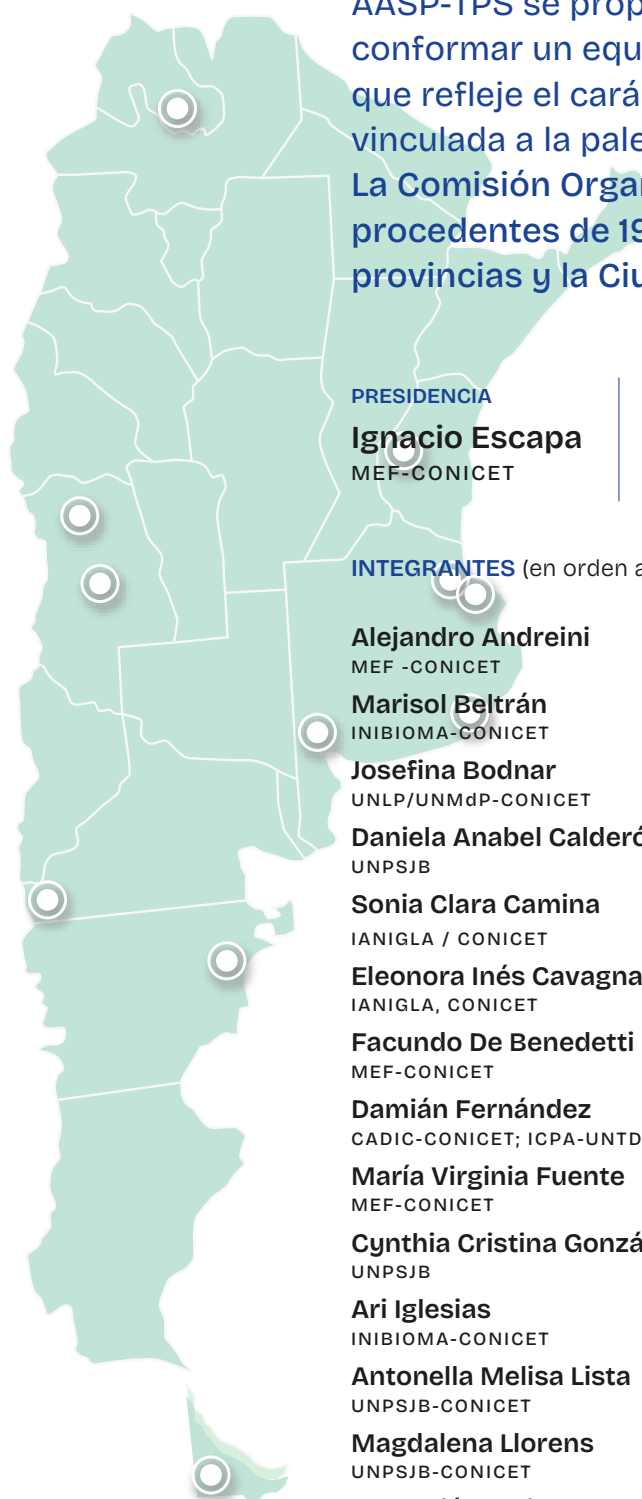 AASP-TPS se prop
conformar un equ
que refleje el cará
vinculada a la pale
La Comisión Orga
procedentes de 19
provincias y la Ciu
PRESIDENCIA
Ignacio Escapa
MEF-CONICET
INTEGRANTES (en orden a
Alejandro Andreini
MEF -CONICET
Marisol Beltrán
INIBIOMA-CONICET
Josefina Bodnar
UNLP/UNMdP-CONICET
Daniela Anabel Calderó
UNPSJB
Sonia Clara Camina
IANIGLA / CONICET
Eleonora Inés Cavagna
IANIGLA, CONICET
Facundo De Benedetti
MEF-CONICET
Damián Fernández
CADIC-CONICET; ICPA-UNTD
María Virginia Fuente
MEF-CONICET
Cynthia Cristina Gonzá
UNPSJB
Ari Iglesias
INIBIOMA-CONICET
Antonella Melisa Lista
UNPSJB-CONICET
Magdalena Llorens
UNPSJB-CONICET